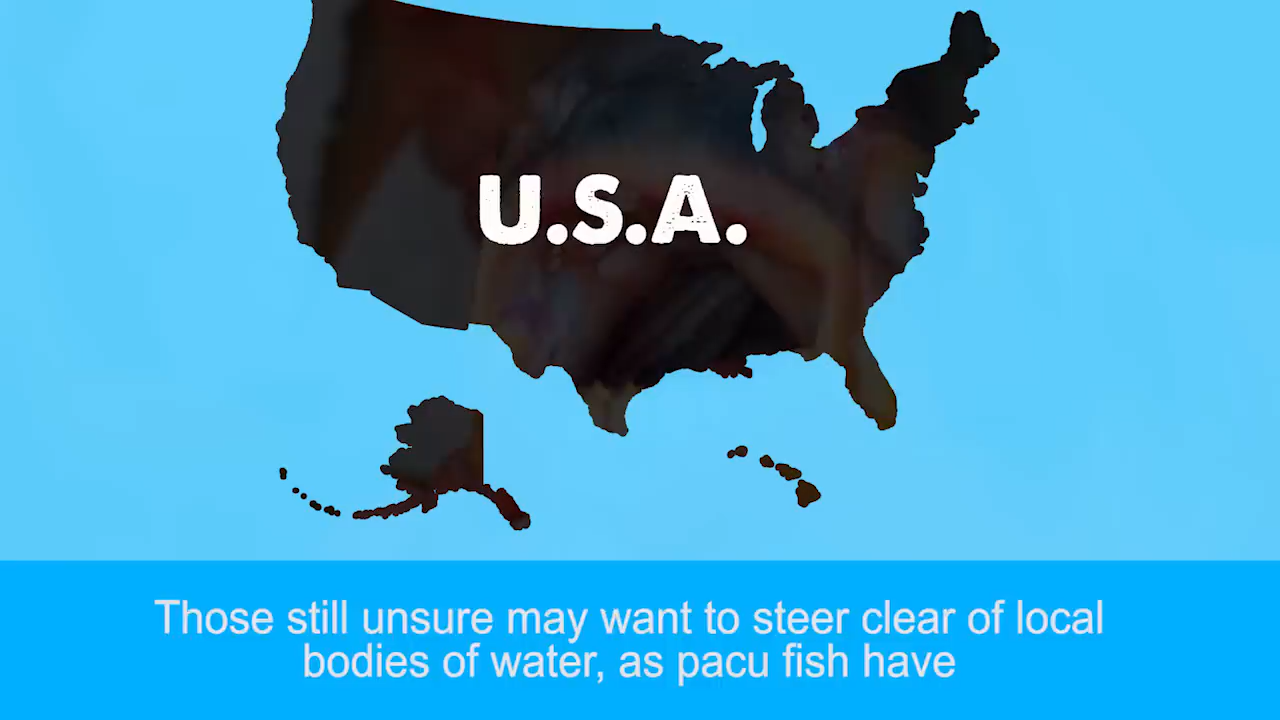 U.S.A.
Those still unsure may want to steer clear of local
bodies of water, as pacu fish have